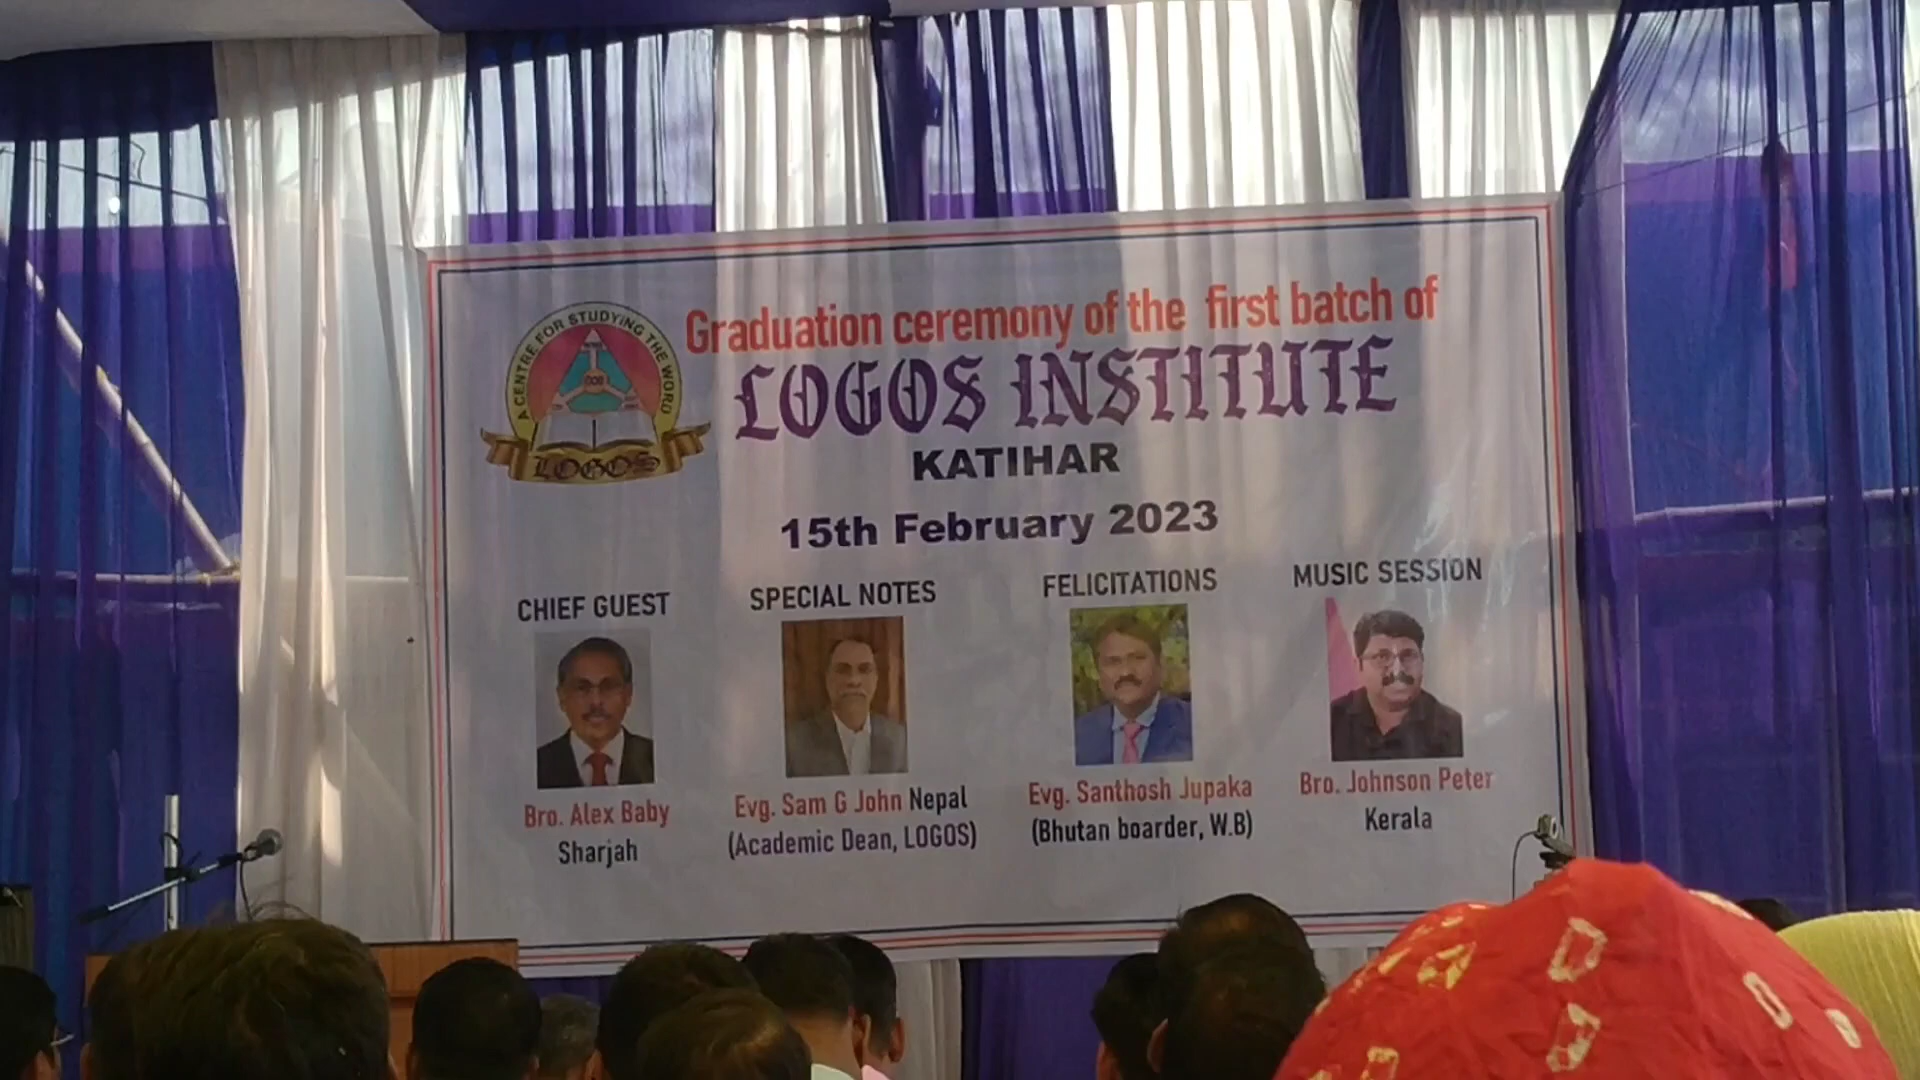 A CENTRE FOR STUDYING THE WORD
GOD
LOGOS
Graduation ceremony of the first batch of
LOGOS INSTITUTE
KATIHAR
15th February 2023
CHIEF GUEST
Bro. Alex Baby
Sharjah
SPECIAL NOTES
Evg. Sam G John Nepal
(Academic Dean, LOGOS)
FELICITATIONS
Evg. Santhosh Jupaka
(Bhutan boarder, W.B)
MUSIC SESSION
Bro. Johnson Peter
Kerala